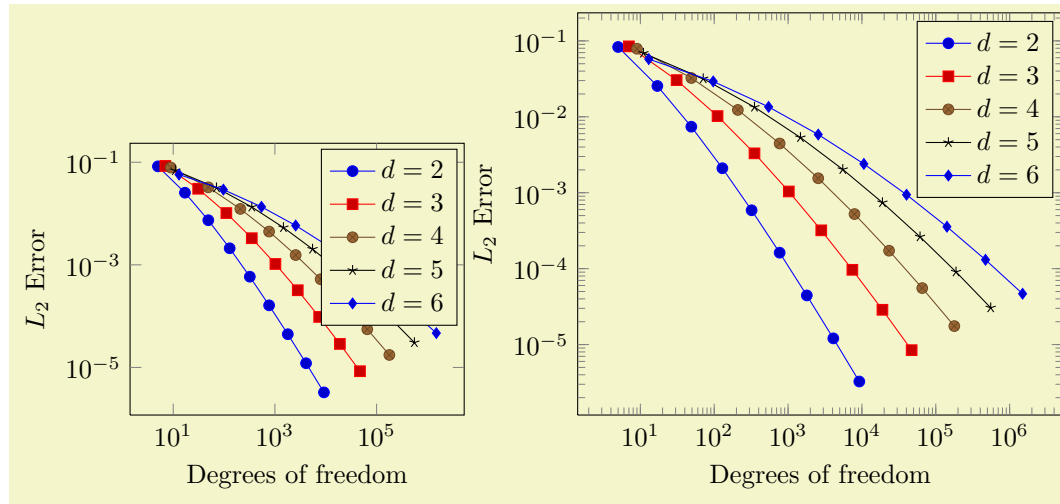 10^{-1}
10^{-3}
10^{-5}
10^1
10^3
10^5
Degrees of freedom
L_2 Error
d = 2
d = 3
d = 4
d = 5
d = 6
10^{-1}
10^{-2}
10^{-3}
10^{-4}
10^{-5}
10^1
10^2
10^3
10^4
10^5
10^6
Degrees of freedom
L_2 Error
d = 2
d = 3
d = 4
d = 5
d = 6